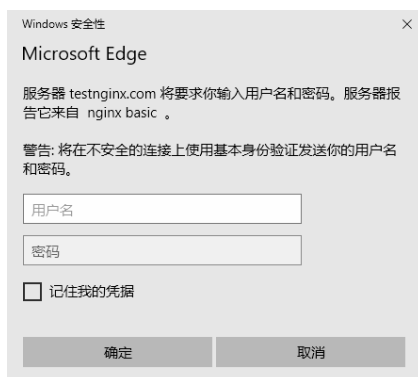 Windows 安全性
Microsoft Edge
服务器 testnginx.com 将要求你输入用户名和密码。服务器报
告它来自 nginx basic 。
警告: 将在不安全的连接上使用基本身份验证发送你的用户名
和密码。
用户名
密码
记住我的凭据
确定 取消